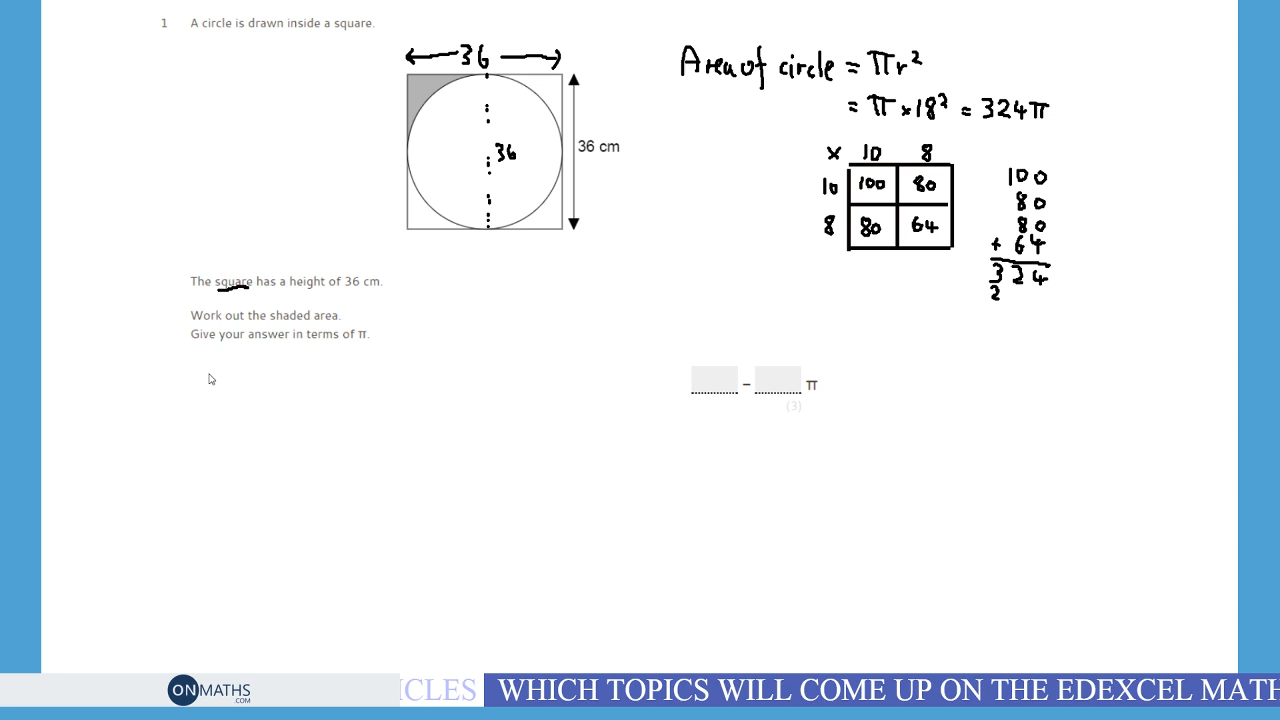 1 A circle is drawn inside a square.
36
36 cm
36
The square has a height of 36 cm.
Work out the shaded area.
Give your answer in terms of π.
Area of circle = πr²
= π × 18² = 324π
× 10 8
10 100 80
8 80 64
100
80
80
+ 64
324
2
– π
(3)
ONMATHS
.COM
ICLES WHICH TOPICS WILL COME UP ON THE EDEXCEL MATH